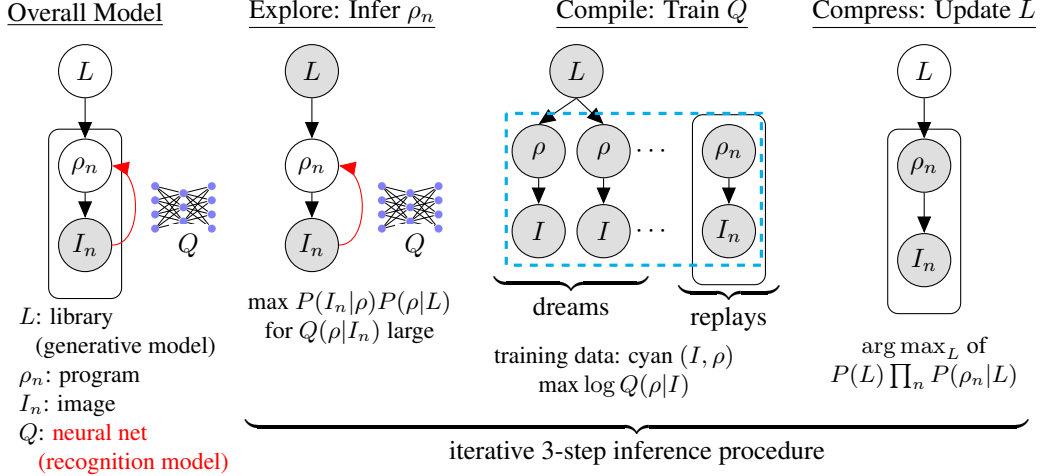 Overall Model
L
ρn
In
Q
L: library
(generative model)
ρn: program
In: image
Q: neural net
(recognition model)
Explore: Infer ρn
L
ρn
In
Q
max P(In|ρ)P(ρ|L)
for Q(ρ|In) large
Compile: Train Q
L
ρ ρ ··· ρn
I I ··· In
dreams
replays
training data: cyan (I, ρ)
max log Q(ρ|I)
Compress: Update L
L
ρn
In
arg maxL of
P(L) ∏n P(ρn|L)
iterative 3-step inference procedure